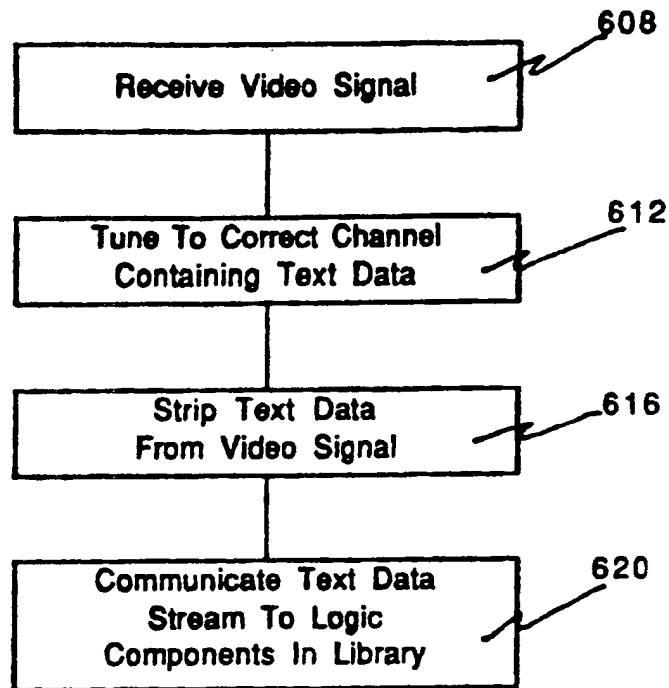 608
Receive Video Signal
612
Tune To Correct Channel
Containing Text Data
Strip Text Data
From Video Signal
616
Communicate Text Data
Stream To Logic
Components In Library
620